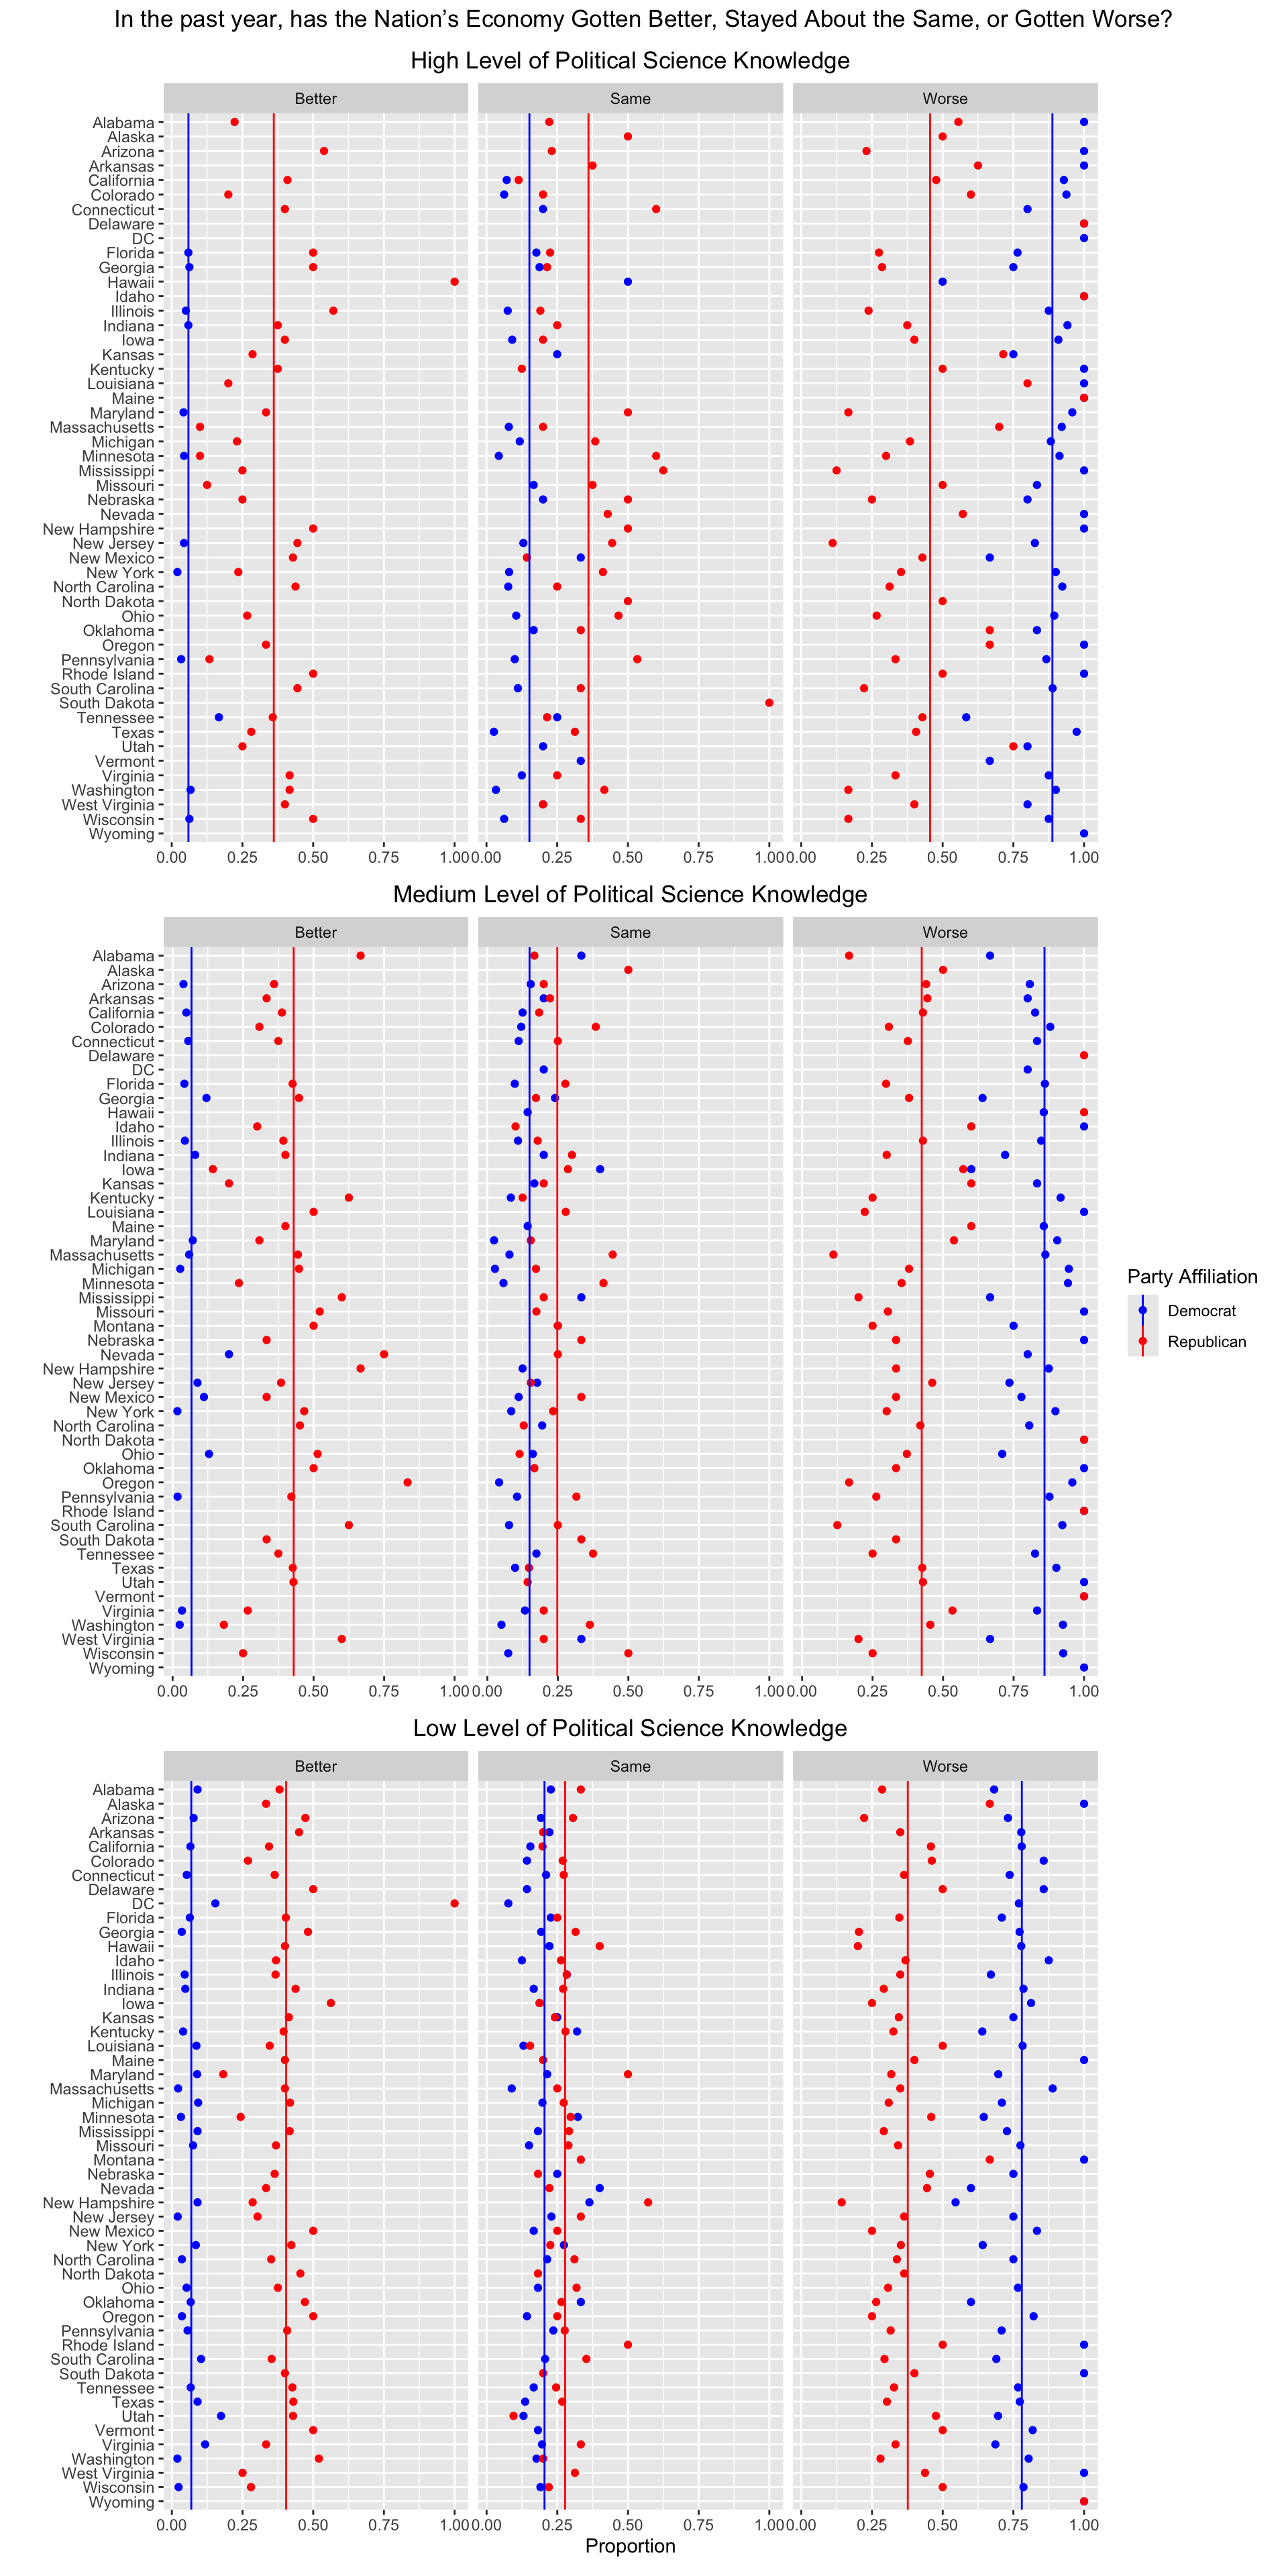 In the past year, has the Nation’s Economy Gotten Better, Stayed About the Same, or Gotten Worse?
High Level of Political Science Knowledge
Better Same Worse
Alabama
Alaska
Arizona
Arkansas
California
Colorado
Connecticut
Delaware
DC
Florida
Georgia
Hawaii
Idaho
Illinois
Indiana
Iowa
Kansas
Kentucky
Louisiana
Maine
Maryland
Massachusetts
Michigan
Minnesota
Mississippi
Missouri
Nebraska
Nevada
New Hampshire
New Jersey
New Mexico
New York
North Carolina
North Dakota
Ohio
Oklahoma
Oregon
Pennsylvania
Rhode Island
South Carolina
South Dakota
Tennessee
Texas
Utah
Vermont
Virginia
Washington
West Virginia
Wisconsin
Wyoming
0.00 0.25 0.50 0.75 1.00 0.00 0.25 0.50 0.75 1.00 0.00 0.25 0.50 0.75 1.00
Medium Level of Political Science Knowledge
Better Same Worse
Alabama
Alaska
Arizona
Arkansas
California
Colorado
Connecticut
Delaware
DC
Florida
Georgia
Hawaii
Idaho
Illinois
Indiana
Iowa
Kansas
Kentucky
Louisiana
Maine
Maryland
Massachusetts
Michigan
Minnesota
Mississippi
Missouri
Montana
Nebraska
Nevada
New Hampshire
New Jersey
New Mexico
New York
North Carolina
North Dakota
Ohio
Oklahoma
Oregon
Pennsylvania
Rhode Island
South Carolina
South Dakota
Tennessee
Texas
Utah
Vermont
Virginia
Washington
West Virginia
Wisconsin
Wyoming
0.00 0.25 0.50 0.75 1.00 0.00 0.25 0.50 0.75 1.00 0.00 0.25 0.50 0.75 1.00
Party Affiliation
Democrat
Republican
Low Level of Political Science Knowledge
Better Same Worse
Alabama
Alaska
Arizona
Arkansas
California
Colorado
Connecticut
Delaware
DC
Florida
Georgia
Hawaii
Idaho
Illinois
Indiana
Iowa
Kansas
Kentucky
Louisiana
Maine
Maryland
Massachusetts
Michigan
Minnesota
Mississippi
Missouri
Montana
Nebraska
Nevada
New Hampshire
New Jersey
New Mexico
New York
North Carolina
North Dakota
Ohio
Oklahoma
Oregon
Pennsylvania
Rhode Island
South Carolina
South Dakota
Tennessee
Texas
Utah
Vermont
Virginia
Washington
West Virginia
Wisconsin
Wyoming
0.00 0.25 0.50 0.75 1.00 0.00 0.25 0.50 0.75 1.00 0.00 0.25 0.50 0.75 1.00
Proportion